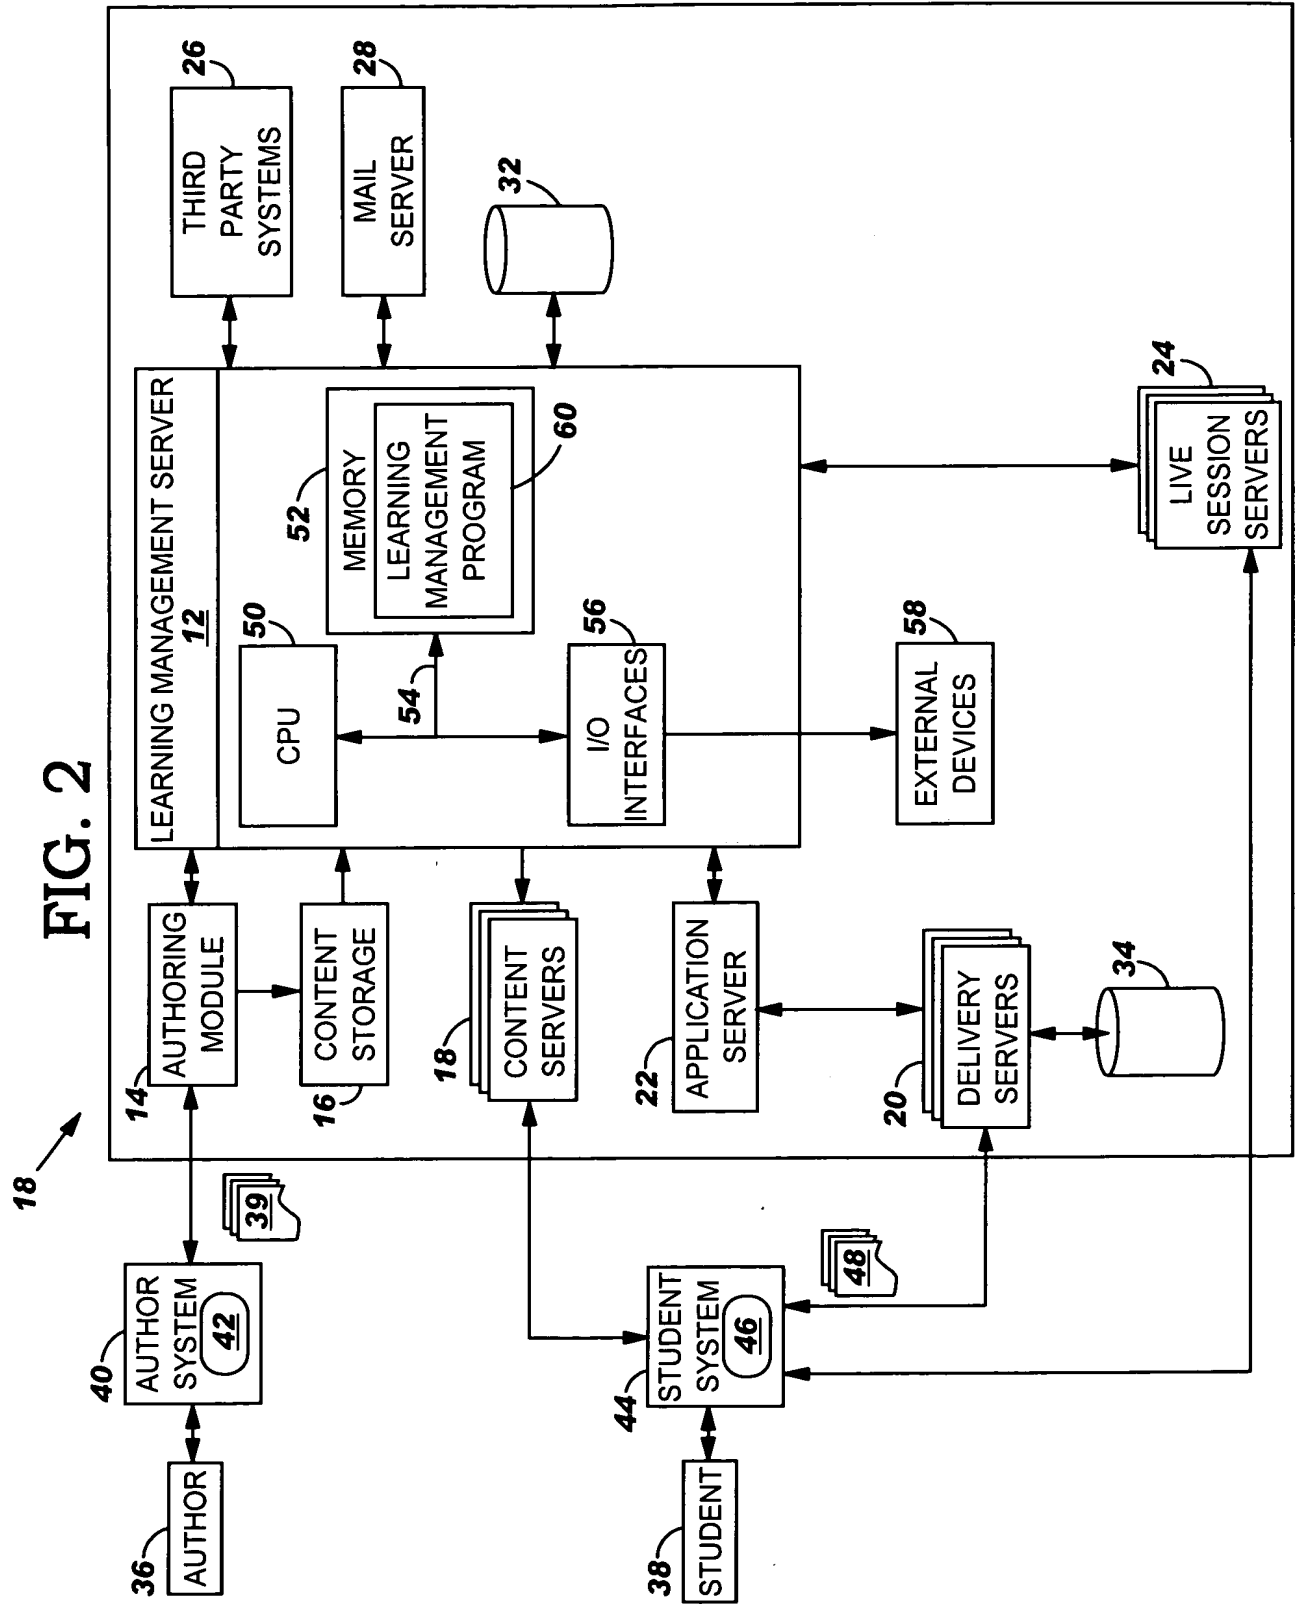 FIG. 2
18
36
AUTHOR
40
AUTHOR
SYSTEM
42
39
14
AUTHORING
MODULE
16
CONTENT
STORAGE
LEARNING MANAGEMENT SERVER
12
50
CPU
52
MEMORY
LEARNING
MANAGEMENT
PROGRAM
60
54
56
I/O
INTERFACES
26
THIRD
PARTY
SYSTEMS
28
MAIL
SERVER
32
38
STUDENT
44
STUDENT
SYSTEM
46
48
18
CONTENT
SERVERS
22
APPLICATION
SERVER
20
DELIVERY
SERVERS
34
58
EXTERNAL
DEVICES
24
LIVE
SESSION
SERVERS